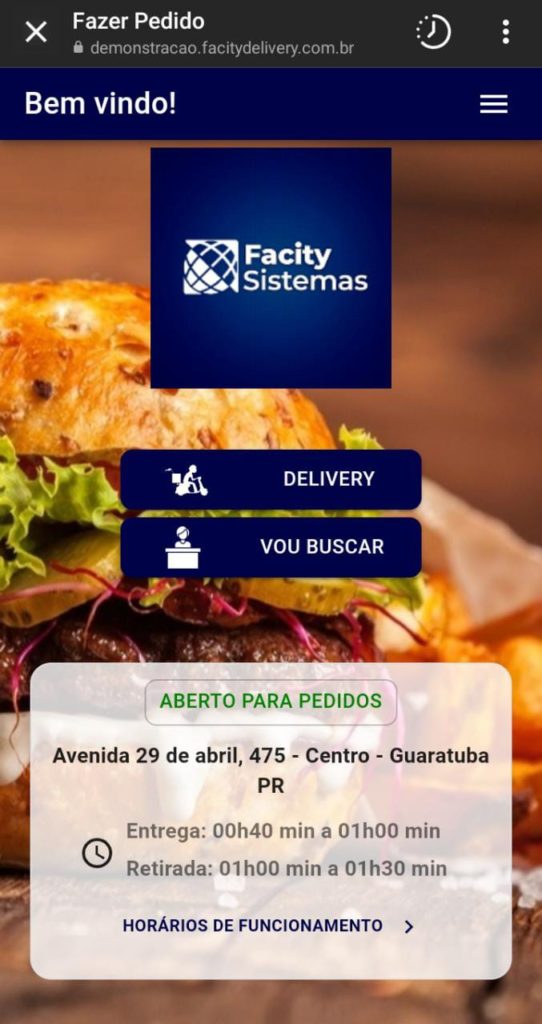 Fazer Pedido
demonstracao.facitydelivery.com.br
Bem vindo!
Facity
Sistemas
DELIVERY
VOU BUSCAR
ABERTO PARA PEDIDOS
Avenida 29 de abril, 475 - Centro - Guaratuba
PR
Entrega: 00h40 min a 01h00 min
Retirada: 01h00 min a 01h30 min
HORÁRIOS DE FUNCIONAMENTO